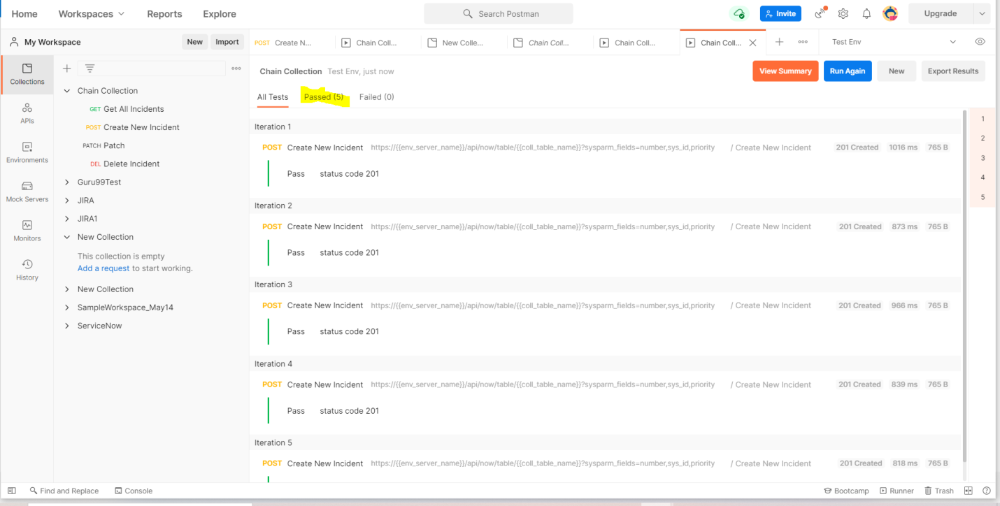 Home Workspaces Reports Explore Search Postman Invite Upgrade
My Workspace New Import
POST Create N... Chain Coll... New Colle... Chain Coll... Chain Coll... Chain Coll... Test Env
Collections
APIs
Environments
Mock Servers
Monitors
History
Chain Collection
GET Get All Incidents
POST Create New Incident
PATCH Patch
DEL Delete Incident
Guru99Test
JIRA
JIRA1
New Collection
This collection is empty
Add a request to start working.
New Collection
SampleWorkspace_May14
ServiceNow
Chain Collection Test Env, just now View Summary Run Again New Export Results
All Tests Passed (5) Failed (0)
Iteration 1
POST Create New Incident https://{{env_server_name}}/api/now/table/{{coll_table_name}}?sysparm_fields=number,sys_id,priority / Create New Incident 201 Created 1016 ms 765 B
Pass status code 201
Iteration 2
POST Create New Incident https://{{env_server_name}}/api/now/table/{{coll_table_name}}?sysparm_fields=number,sys_id,priority / Create New Incident 201 Created 873 ms 765 B
Pass status code 201
Iteration 3
POST Create New Incident https://{{env_server_name}}/api/now/table/{{coll_table_name}}?sysparm_fields=number,sys_id,priority / Create New Incident 201 Created 966 ms 765 B
Pass status code 201
Iteration 4
POST Create New Incident https://{{env_server_name}}/api/now/table/{{coll_table_name}}?sysparm_fields=number,sys_id,priority / Create New Incident 201 Created 839 ms 765 B
Pass status code 201
Iteration 5
POST Create New Incident https://{{env_server_name}}/api/now/table/{{coll_table_name}}?sysparm_fields=number,sys_id,priority / Create New Incident 201 Created 818 ms 765 B
1
2
3
4
5
Find and Replace Console Bootcamp Runner Trash